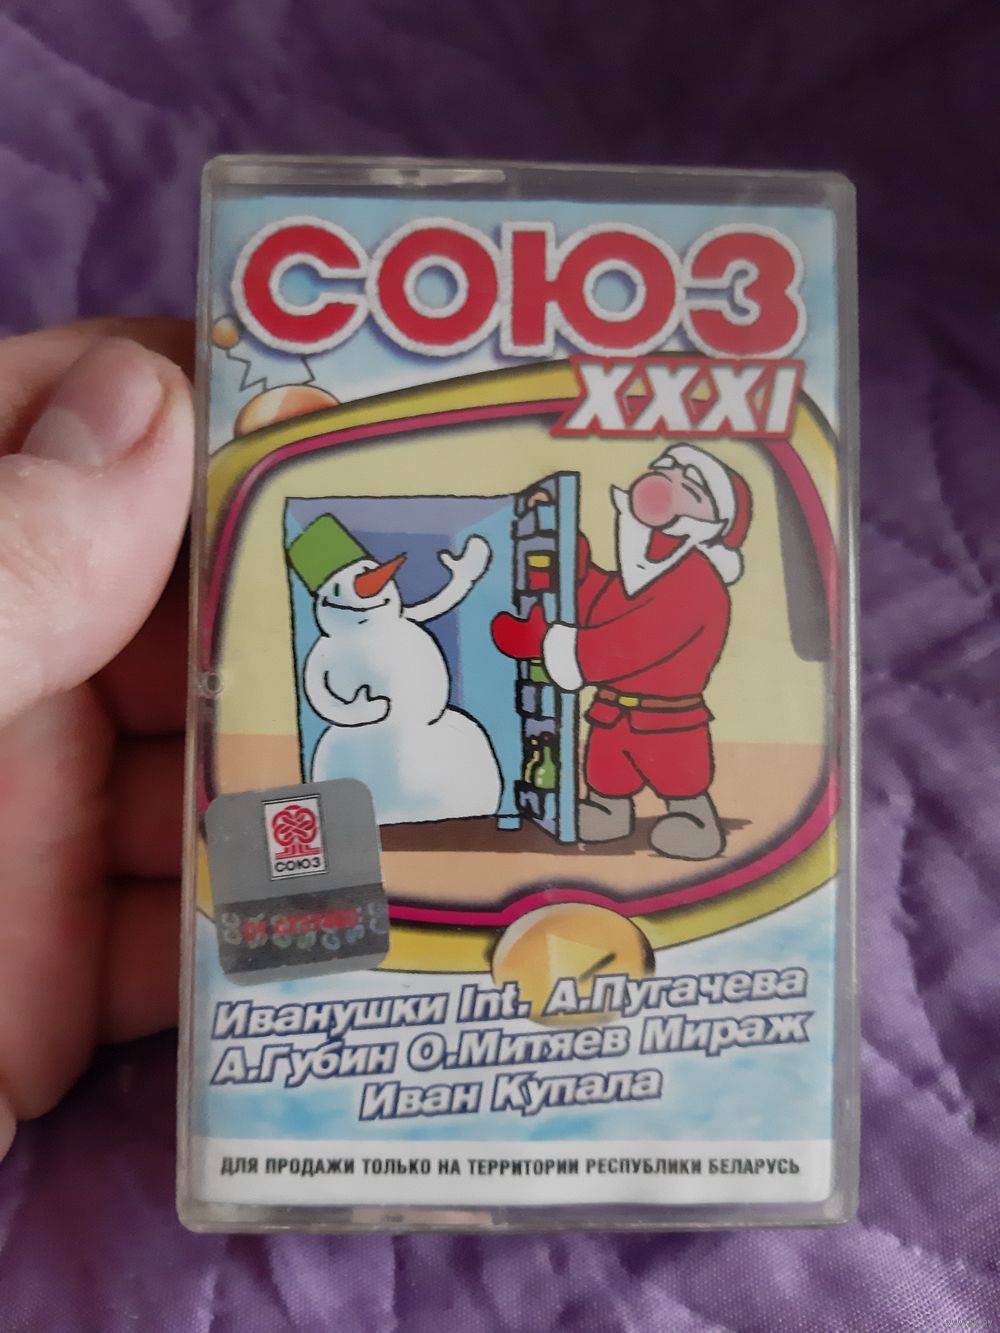 СОЮЗ
XXXI
СОЮЗ
Иванушки Int. А.Пугачева
А.Губин О.Митяев Мираж
Иван Купала
ДЛЯ ПРОДАЖИ ТОЛЬКО НА ТЕРРИТОРИИ РЕСПУБЛИКИ БЕЛАРУСЬ